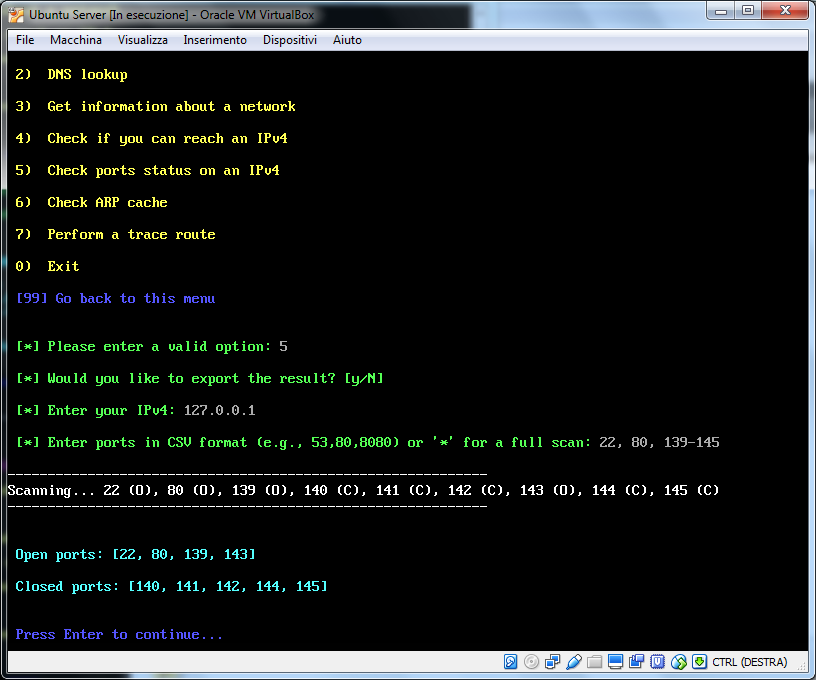 Ubuntu Server [In esecuzione] - Oracle VM VirtualBox
File Macchina Visualizza Inserimento Dispositivi Aiuto
2) DNS lookup
3) Get information about a network
4) Check if you can reach an IPv4
5) Check ports status on an IPv4
6) Check ARP cache
7) Perform a trace route
0) Exit
[99] Go back to this menu
[*] Please enter a valid option: 5
[*] Would you like to export the result? [y/N]
[*] Enter your IPv4: 127.0.0.1
[*] Enter ports in CSV format (e.g., 53,80,8080) or '*' for a full scan: 22, 80, 139-145
------------------------------------------------------------
Scanning... 22 (O), 80 (O), 139 (O), 140 (C), 141 (C), 142 (C), 143 (O), 144 (C), 145 (C)
------------------------------------------------------------
Open ports: [22, 80, 139, 143]
Closed ports: [140, 141, 142, 144, 145]
Press Enter to continue...
CTRL (DESTRA)